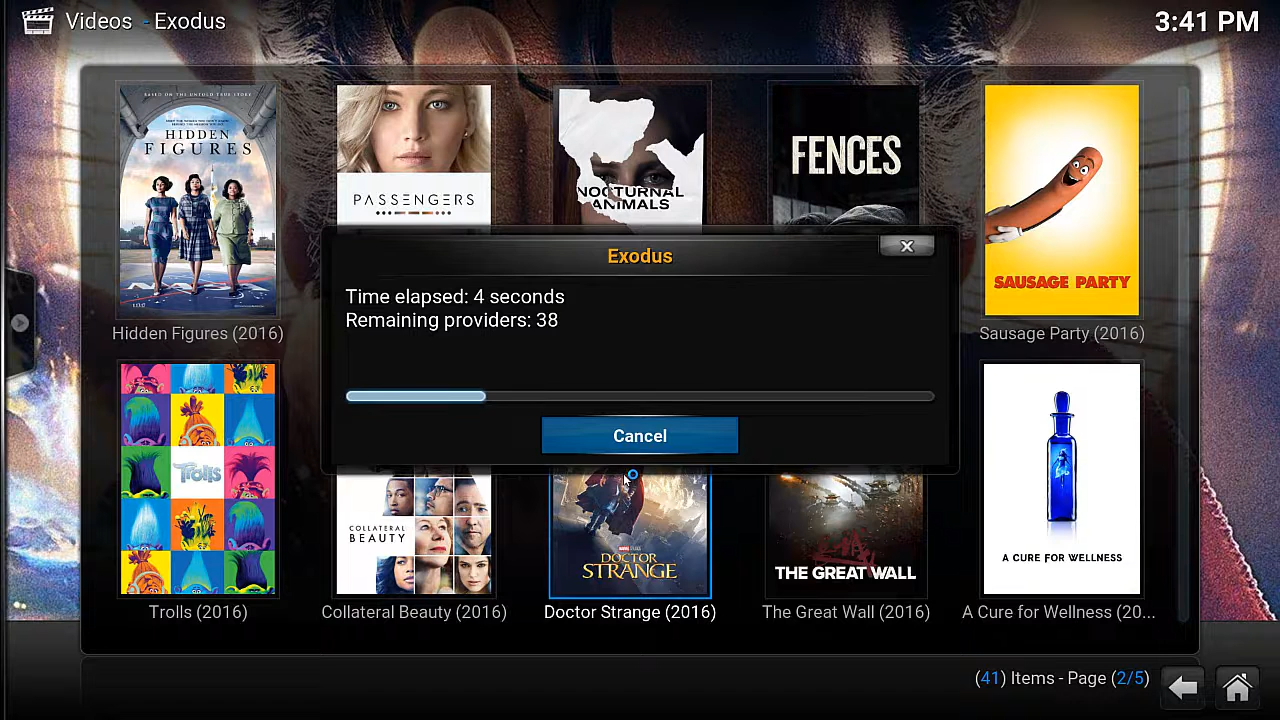 Videos - Exodus
3:41 PM
HIDDEN
FIGURES
PASSENGERS
NOCTURNAL
ANIMALS
FENCES
SAUSAGE PARTY
Exodus
Time elapsed: 4 seconds
Remaining providers: 38
Cancel
Hidden Figures (2016)
Sausage Party (2016)
Trolls
COLLATERAL
BEAUTY
DOCTOR
STRANGE
THE GREAT WALL
A CURE FOR WELLNESS
Trolls (2016)
Collateral Beauty (2016)
Doctor Strange (2016)
The Great Wall (2016)
A Cure for Wellness (20...
(41) Items - Page (2/5)